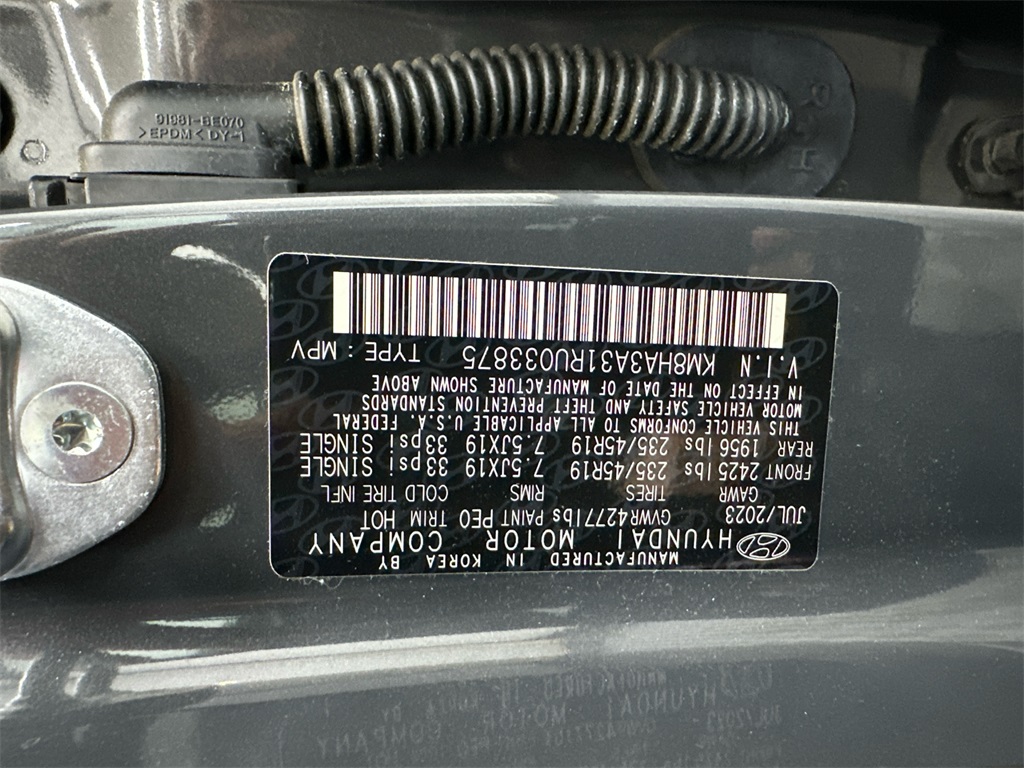 91981-BE070
>EPDM< DY-1
R H
MANUFACTURED IN KOREA BY
HYUNDAI MOTOR COMPANY
JUL/2023 GVWR4277lbs PAINT PEO TRIM HOT
GAWR TIRES RIMS COLD TIRE INFL
FRONT 2425 lbs 235/45R19 7.5JX19 33psi SINGLE
REAR 1956 lbs 235/45R19 7.5JX19 33psi SINGLE
THIS VEHICLE CONFORMS TO ALL APPLICABLE U.S.A. FEDERAL
MOTOR VEHICLE SAFETY AND THEFT PREVENTION STANDARDS
IN EFFECT ON THE DATE OF MANUFACTURE SHOWN ABOVE
V.I.N KM8HA3A31RU033875 TYPE : MPV